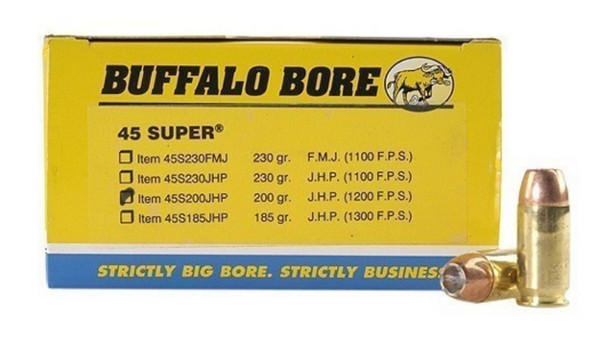 BUFFALO BORE
45 SUPER®
Item 45S230FMJ 230 gr. F.M.J. (1100 F.P.S.)
Item 45S230JHP 230 gr. J.H.P. (1100 F.P.S.)
Item 45S200JHP 200 gr. J.H.P. (1200 F.P.S.)
Item 45S185JHP 185 gr. J.H.P. (1300 F.P.S.)
STRICTLY BIG BORE. STRICTLY BUSINESS.